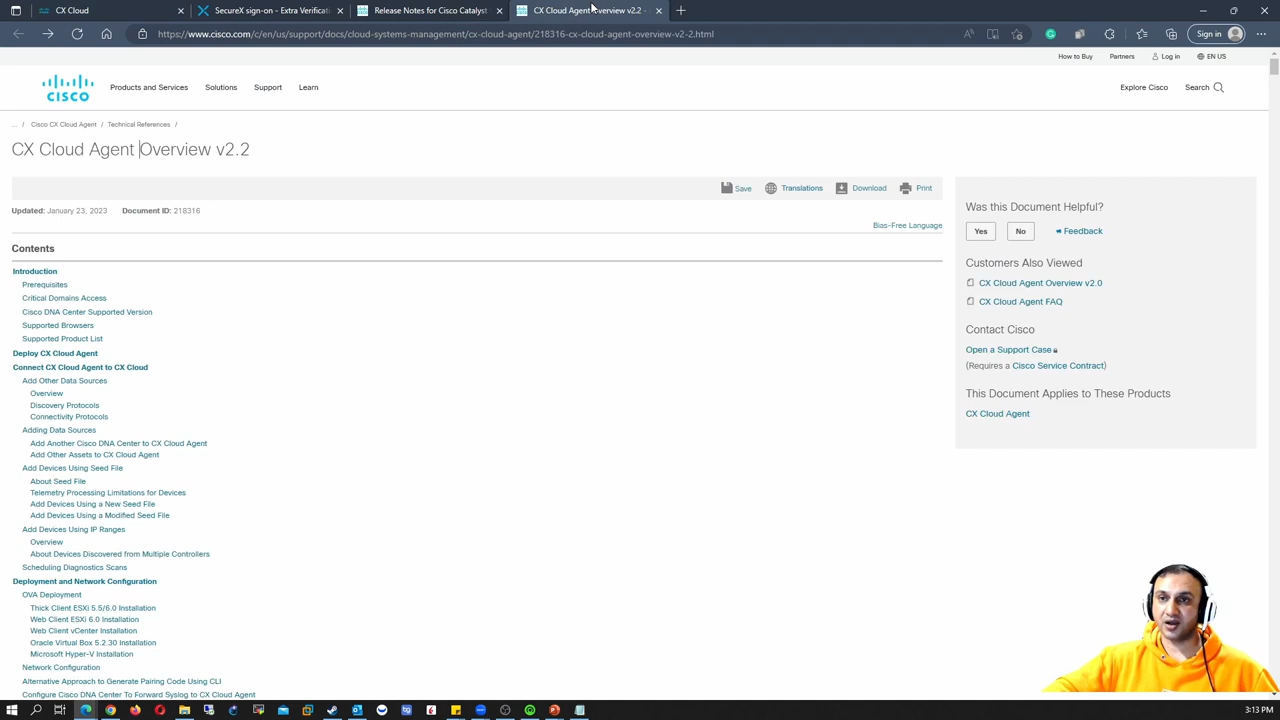 CX Cloud
SecureX sign-on - Extra Verificati
Release Notes for Cisco Catalyst
CX Cloud Agent Overview v2.2 -
https://www.cisco.com/c/en/us/support/docs/cloud-systems-management/cx-cloud-agent/218316-cx-cloud-agent-overview-v2-2.html
Sign in
How to Buy
Partners
Log in
EN US
CISCO
Products and Services
Solutions
Support
Learn
Explore Cisco
Search
... / Cisco CX Cloud Agent / Technical References /
CX Cloud Agent Overview v2.2
Save
Translations
Download
Print
Updated: January 23, 2023 Document ID: 218316
Bias-Free Language
Contents
Introduction
Prerequisites
Critical Domains Access
Cisco DNA Center Supported Version
Supported Browsers
Supported Product List
Deploy CX Cloud Agent
Connect CX Cloud Agent to CX Cloud
Add Other Data Sources
Overview
Discovery Protocols
Connectivity Protocols
Adding Data Sources
Add Another Cisco DNA Center to CX Cloud Agent
Add Other Assets to CX Cloud Agent
Add Devices Using Seed File
About Seed File
Telemetry Processing Limitations for Devices
Add Devices Using a New Seed File
Add Devices Using a Modified Seed File
Add Devices Using IP Ranges
Overview
About Devices Discovered from Multiple Controllers
Scheduling Diagnostics Scans
Deployment and Network Configuration
OVA Deployment
Thick Client ESXi 5.5/6.0 Installation
Web Client ESXi 6.0 Installation
Web Client vCenter Installation
Oracle Virtual Box 5.2.30 Installation
Microsoft Hyper-V Installation
Network Configuration
Alternative Approach to Generate Pairing Code Using CLI
Configure Cisco DNA Center To Forward Syslog to CX Cloud Agent
Was this Document Helpful?
Yes
No
Feedback
Customers Also Viewed
CX Cloud Agent Overview v2.0
CX Cloud Agent FAQ
Contact Cisco
Open a Support Case
(Requires a Cisco Service Contract)
This Document Applies to These Products
CX Cloud Agent
3:13 PM